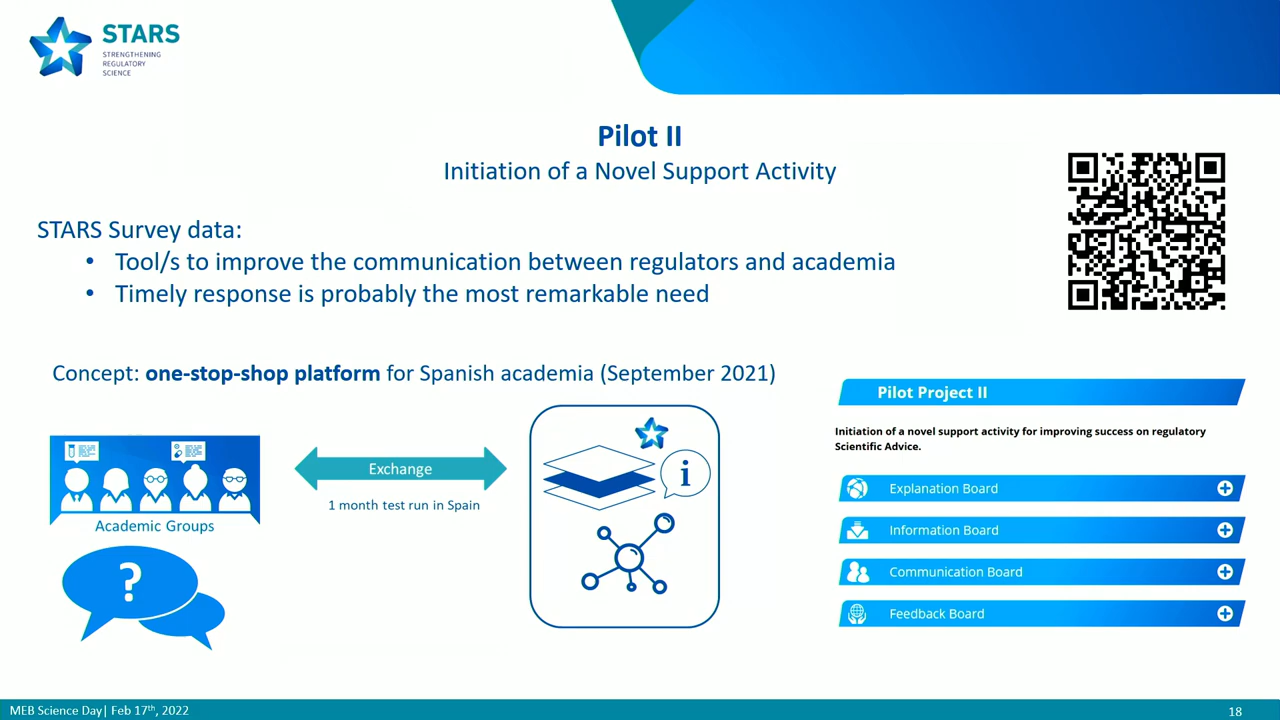 STARS
STRENGTHENING
REGULATORY
SCIENCE
Pilot II
Initiation of a Novel Support Activity
STARS Survey data:
• Tool/s to improve the communication between regulators and academia
• Timely response is probably the most remarkable need
Concept: one-stop-shop platform for Spanish academia (September 2021)
Academic Groups
?
Exchange
1 month test run in Spain
i
Pilot Project II
Initiation of a novel support activity for improving success on regulatory
Scientific Advice.
Explanation Board
Information Board
Communication Board
Feedback Board
MEB Science Day| Feb 17th, 2022
18